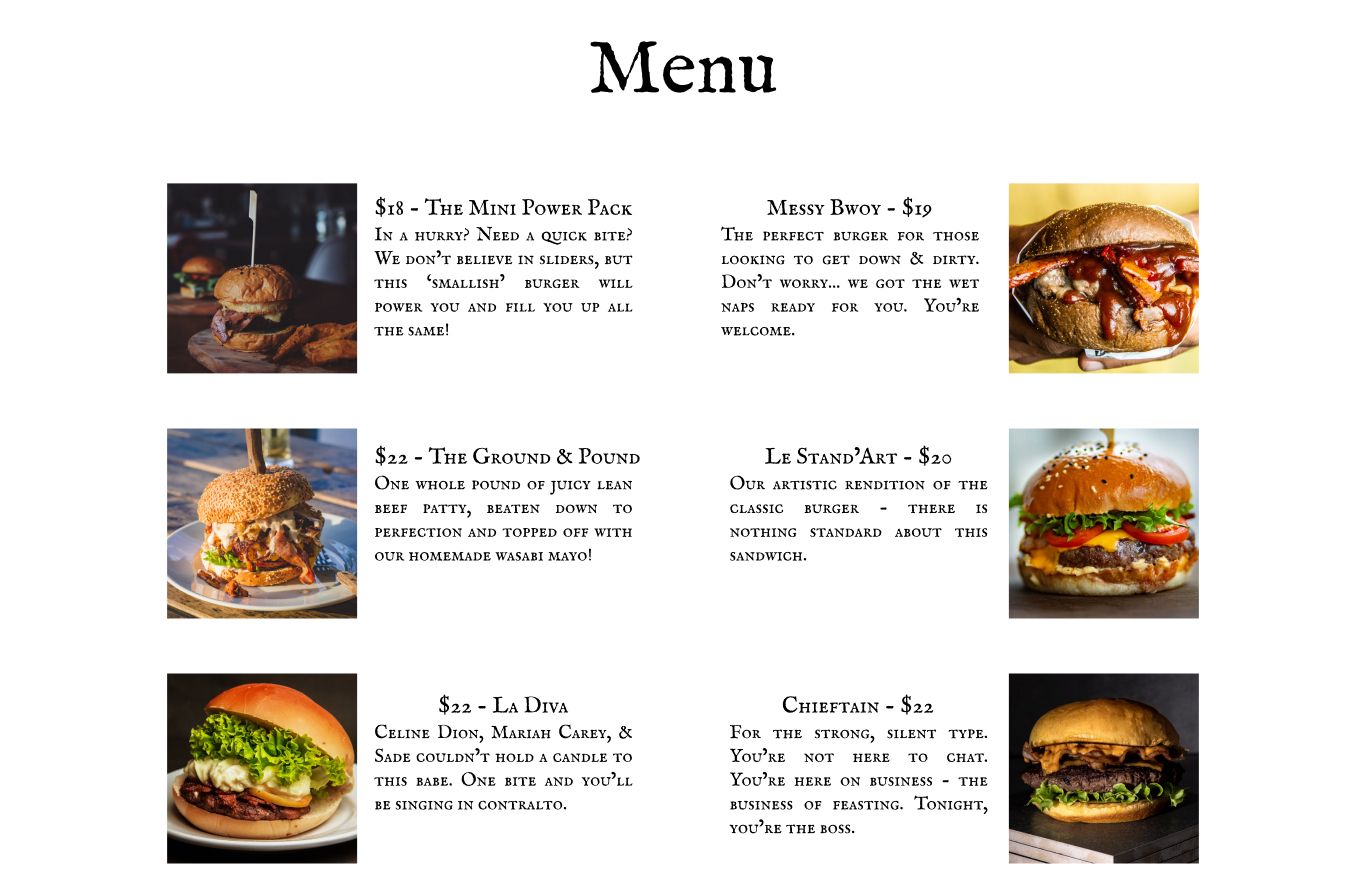 Menu
$18 - The Mini Power Pack
In a hurry? Need a quick bite?
We don't believe in sliders, but
this 'smallish' burger will
power you and fill you up all
the same!
Messy Bwoy - $19
The perfect burger for those
looking to get down & dirty.
Don't worry... we got the wet
naps ready for you. You're
welcome.
$22 - The Ground & Pound
One whole pound of juicy lean
beef patty, beaten down to
perfection and topped off with
our homemade wasabi mayo!
Le Stand'Art - $20
Our artistic rendition of the
classic burger - there is
nothing standard about this
sandwich.
$22 - La Diva
Celine Dion, Mariah Carey, &
Sade couldn't hold a candle to
this babe. One bite and you'll
be singing in contralto.
Chieftain - $22
For the strong, silent type.
You're not here to chat.
You're here on business - the
business of feasting. Tonight,
you're the boss.